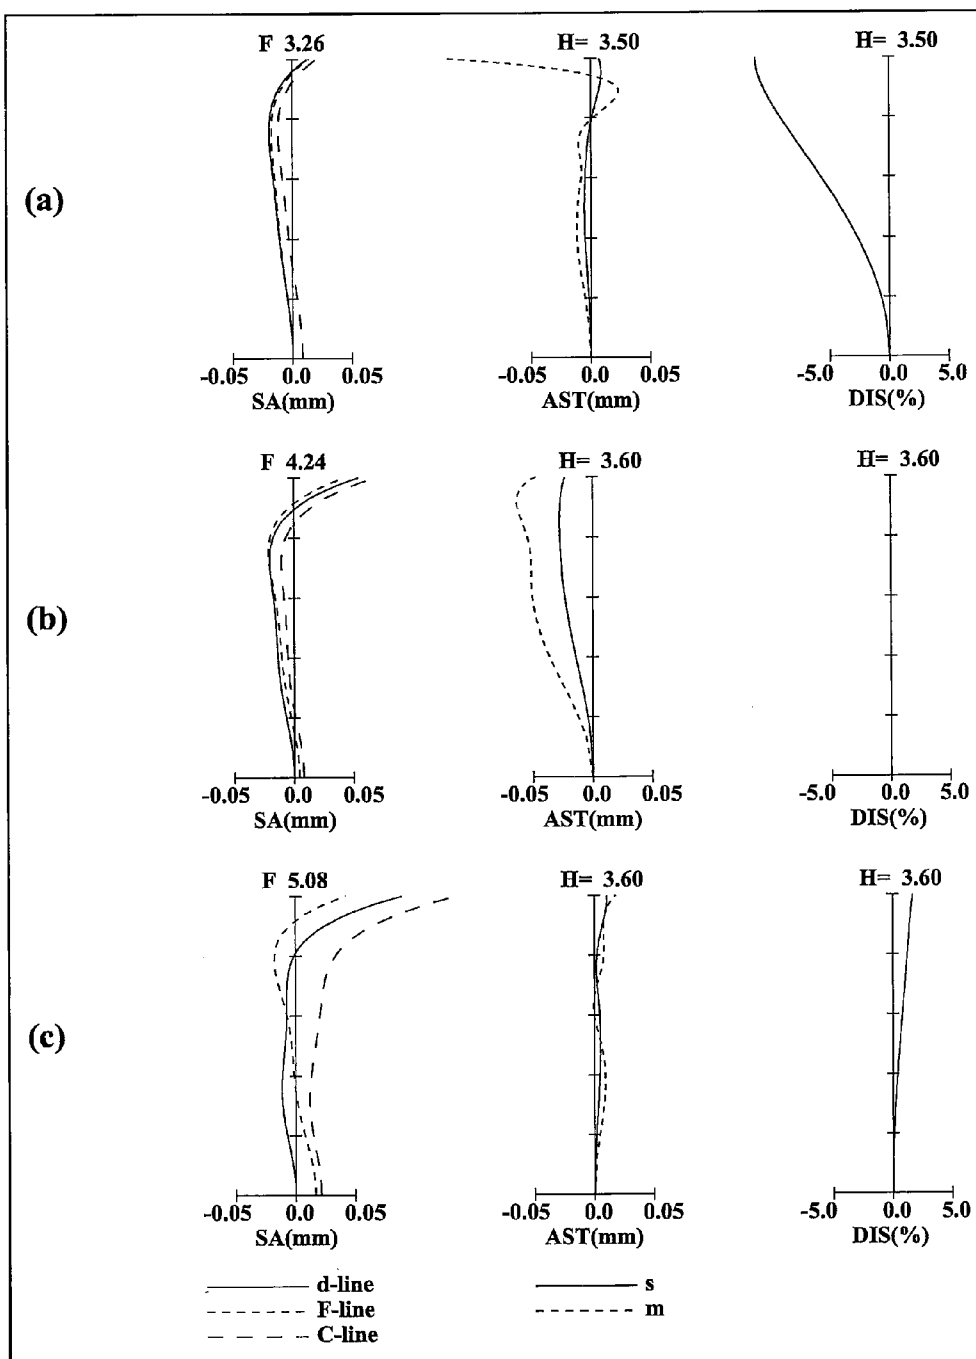 F 3.26 H= 3.50 H= 3.50
(a)
-0.05 0.0 0.05 -0.05 0.0 0.05 -5.0 0.0 5.0
SA(mm) AST(mm) DIS(%)
F 4.24 H= 3.60 H= 3.60
(b)
-0.05 0.0 0.05 -0.05 0.0 0.05 -5.0 0.0 5.0
SA(mm) AST(mm) DIS(%)
F 5.08 H= 3.60 H= 3.60
(c)
-0.05 0.0 0.05 -0.05 0.0 0.05 -5.0 0.0 5.0
SA(mm) AST(mm) DIS(%)
d-line s
F-line m
C-line